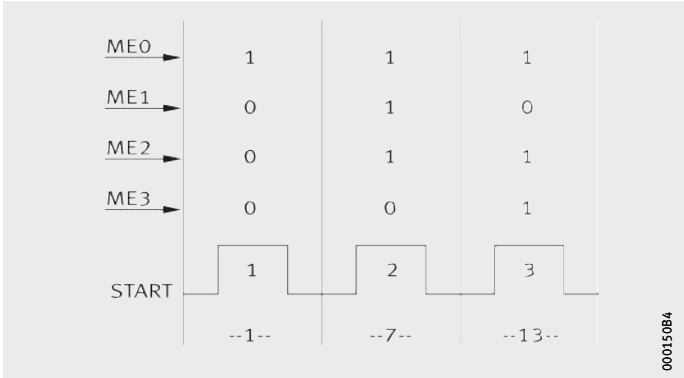 ME0 1 1 1
ME1 0 1 0
ME2 0 1 1
ME3 0 0 1
START 1 2 3
--1-- --7-- --13--
000150B4